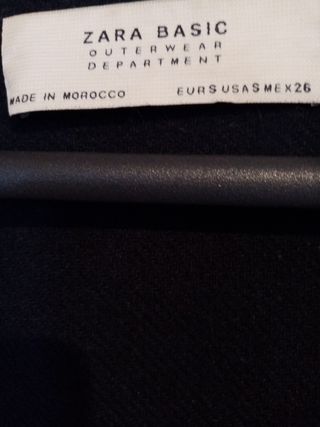 ZARA BASIC
OUTERWEAR
DEPARTMENT
MADE IN MOROCCO EUR S USA S MEX 26